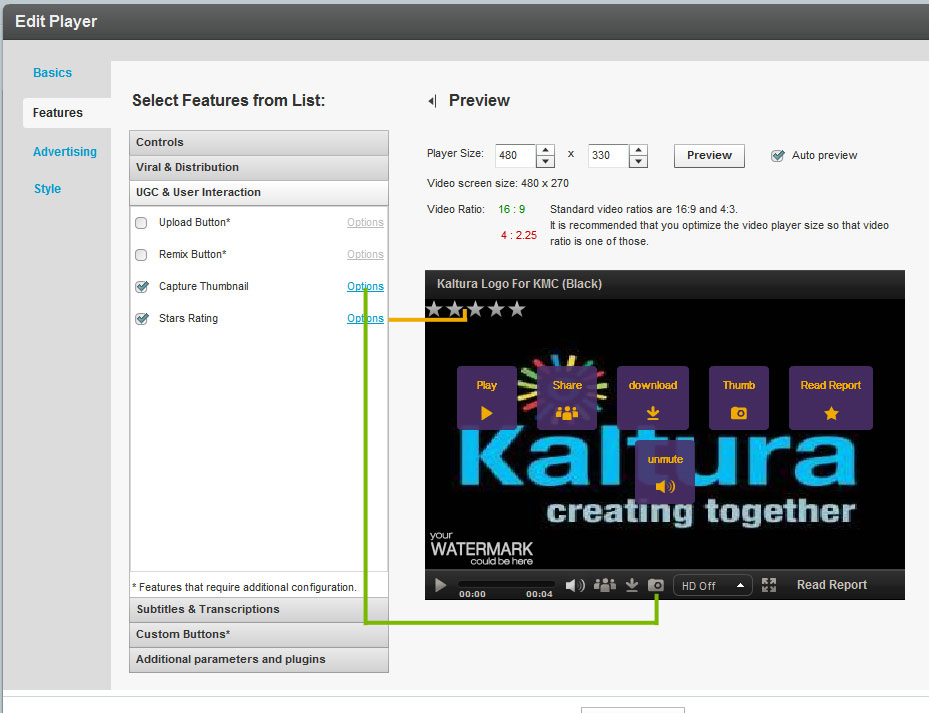 Edit Player
Basics
Features
Advertising
Style
Select Features from List:
Controls
Viral & Distribution
UGC & User Interaction
Upload Button* Options
Remix Button* Options
Capture Thumbnail Options
Stars Rating Options
* Features that require additional configuration.
Subtitles & Transcriptions
Custom Buttons*
Additional parameters and plugins
Preview
Player Size: 480 x 330 Preview Auto preview
Video screen size: 480 x 270
Video Ratio: 16 : 9 Standard video ratios are 16:9 and 4:3.
It is recommended that you optimize the video player size so that video
4 : 2.25 ratio is one of those.
Kaltura Logo For KMC (Black)
Play Share download Thumb Read Report
Kaltura
unmute
creating together
your
WATERMARK
could be here
00:00 00:04 HD Off Read Report